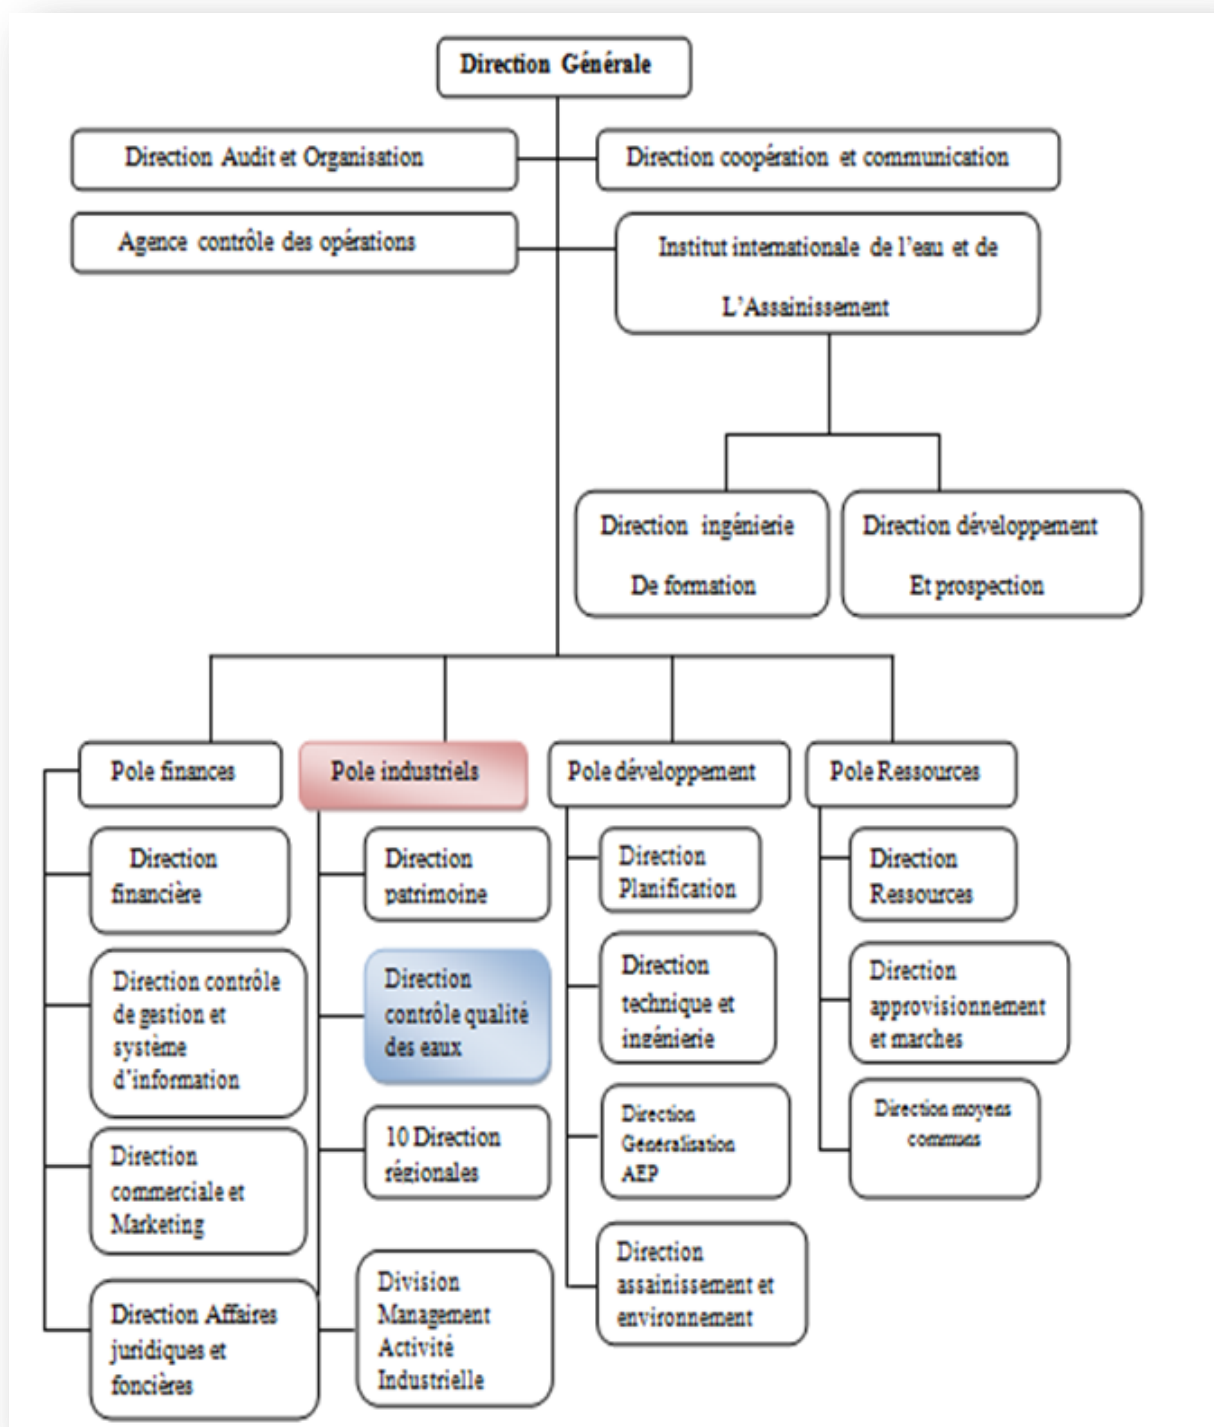 Direction Générale
Direction Audit et Organisation
Direction coopération et communication
Agence contrôle des opérations
Institut internationale de l'eau et de
L'Assainissement
Direction ingénierie
De formation
Direction développement
Et prospection
Pole finances
Pole industriels
Pole développement
Pole Ressources
Direction
financière
Direction contrôle
de gestion et
système
d'information
Direction
commerciale et
Marketing
Direction Affaires
juridiques et
foncières
Direction
patrimoine
Direction
contrôle qualité
des eaux
10 Direction
régionales
Division
Management
Activité
Industrielle
Direction
Planification
Direction
technique et
ingénierie
Direction
Généralisation
AEP
Direction
assainissement et
environnement
Direction
Ressources
Direction
approvisionnement
et marches
Direction moyens
communs